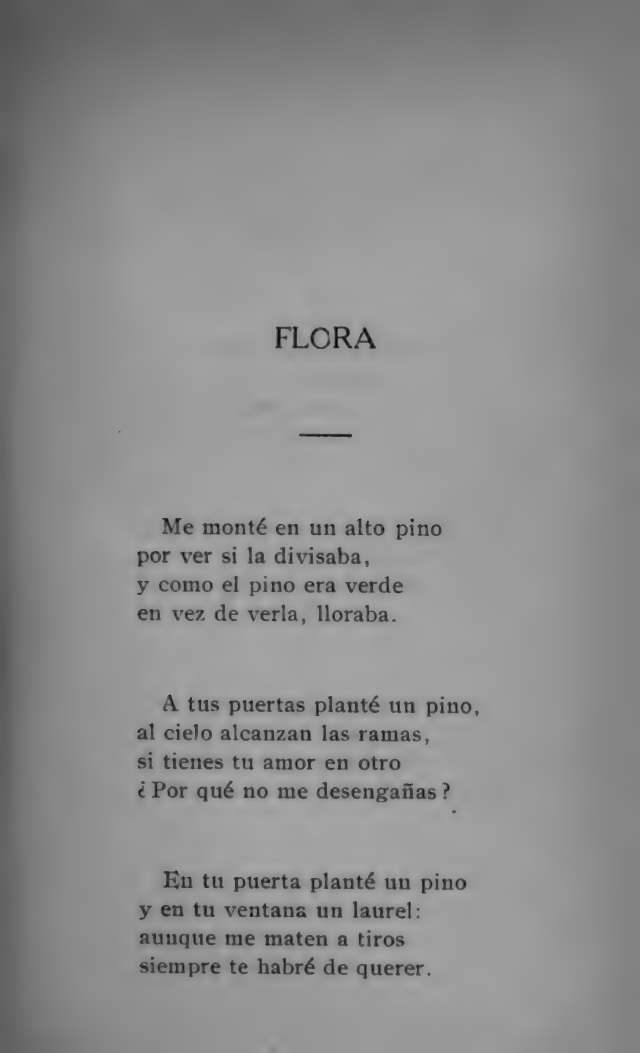 FLORA
Me monté en un alto pino
por ver si la divisaba,
y como el pino era verde
en vez de verla, lloraba.
A tus puertas planté un pino,
al cielo alcanzan las ramas,
si tienes tu amor en otro
¿Por qué no me desengañas?
En tu puerta planté un pino
y en tu ventana un laurel:
aunque me maten a tiros
siempre te habré de querer.